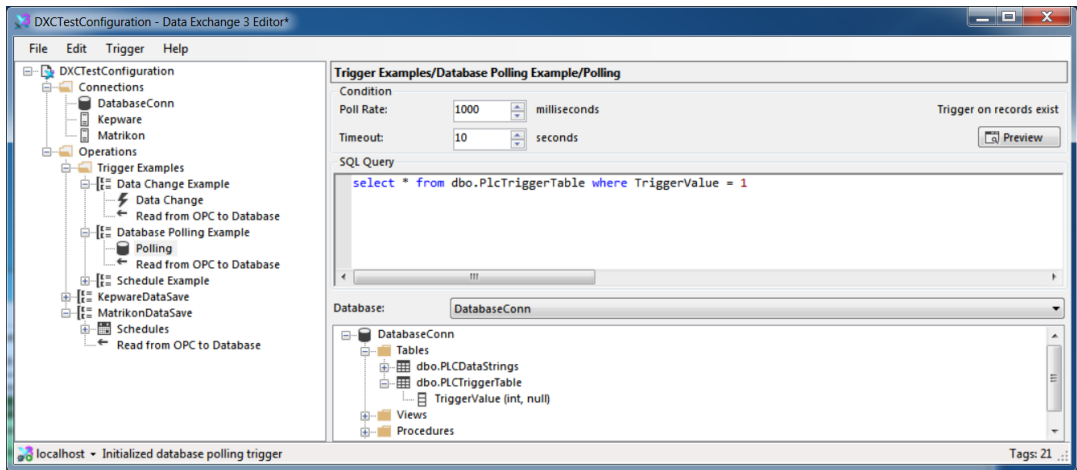 DXCTestConfiguration - Data Exchange 3 Editor*
File Edit Trigger Help
DXCTestConfiguration
Connections
DatabaseConn
Kepware
Matrikon
Operations
Trigger Examples
Data Change Example
Data Change
Read from OPC to Database
Database Polling Example
Polling
Read from OPC to Database
Schedule Example
KepwareDataSave
MatrikonDataSave
Schedules
Read from OPC to Database
Trigger Examples/Database Polling Example/Polling
Condition
Poll Rate: 1000 milliseconds Trigger on records exist
Timeout: 10 seconds Preview
SQL Query
select * from dbo.PlcTriggerTable where TriggerValue = 1
Database: DatabaseConn
DatabaseConn
Tables
dbo.PLCDataStrings
dbo.PLCTriggerTable
TriggerValue (int, null)
Views
Procedures
localhost Initialized database polling trigger Tags: 21